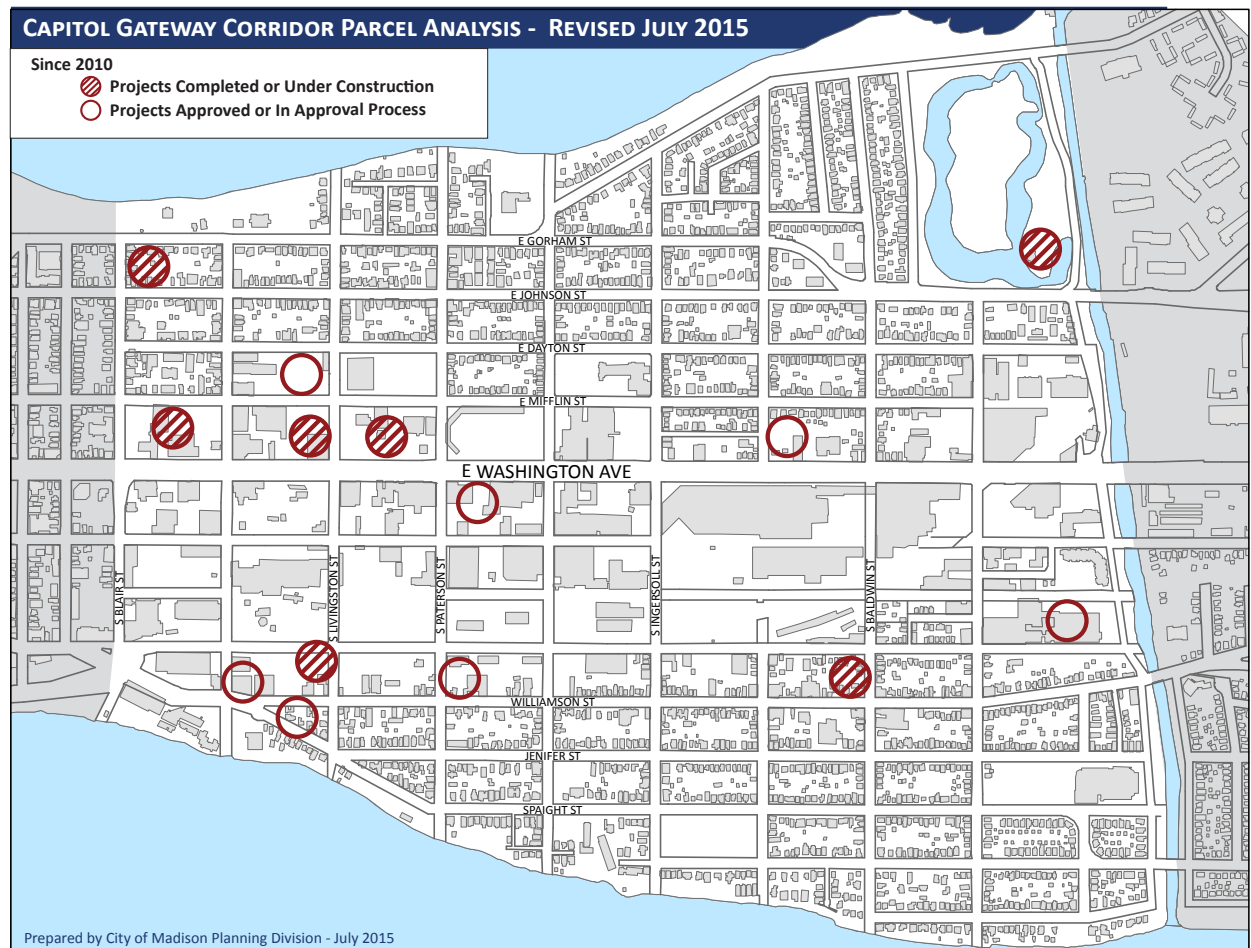 CAPITOL GATEWAY CORRIDOR PARCEL ANALYSIS - REVISED JULY 2015
Since 2010
Projects Completed or Under Construction
Projects Approved or In Approval Process
E GORHAM ST
E JOHNSON ST
E DAYTON ST
E MIFFLIN ST
E WASHINGTON AVE
S BLAIR ST
S LIVINGSTON ST
S PATERSON ST
S INGERSOLL ST
S BALDWIN ST
WILLIAMSON ST
JENIFER ST
SPAIGHT ST
Prepared by City of Madison Planning Division - July 2015